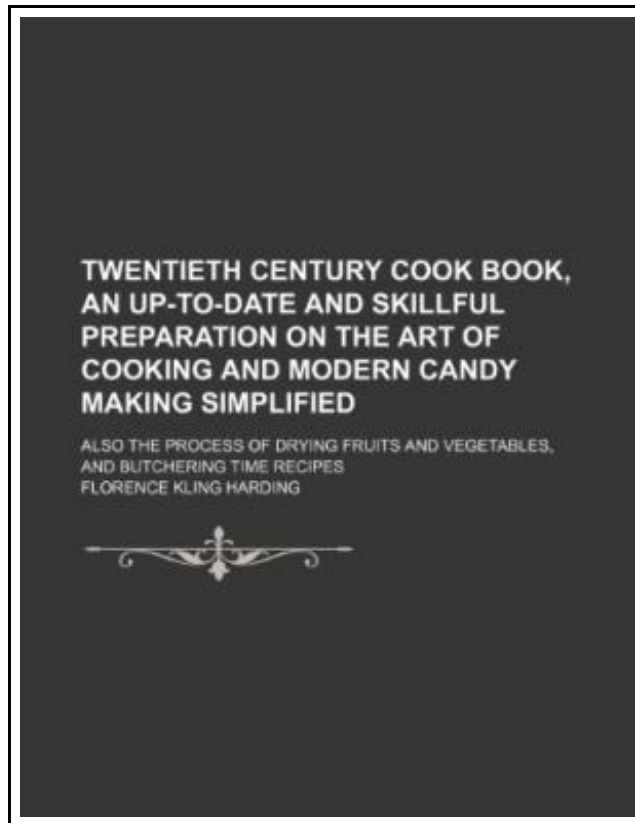 TWENTIETH CENTURY COOK BOOK,
AN UP-TO-DATE AND SKILLFUL
PREPARATION ON THE ART OF
COOKING AND MODERN CANDY
MAKING SIMPLIFIED
ALSO THE PROCESS OF DRYING FRUITS AND VEGETABLES,
AND BUTCHERING TIME RECIPES
FLORENCE KLING HARDING